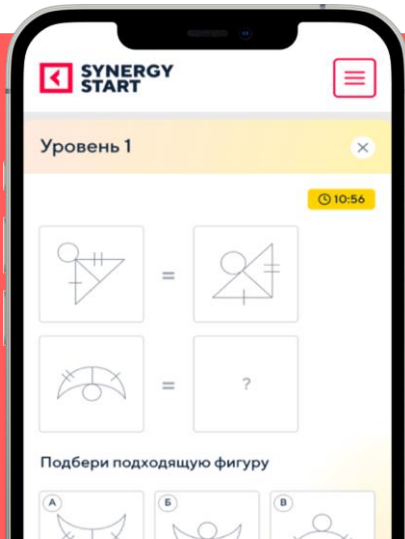 SYNERGY
START
Уровень 1
10:56
=
= ?
Подбери подходящую фигуру
А Б В